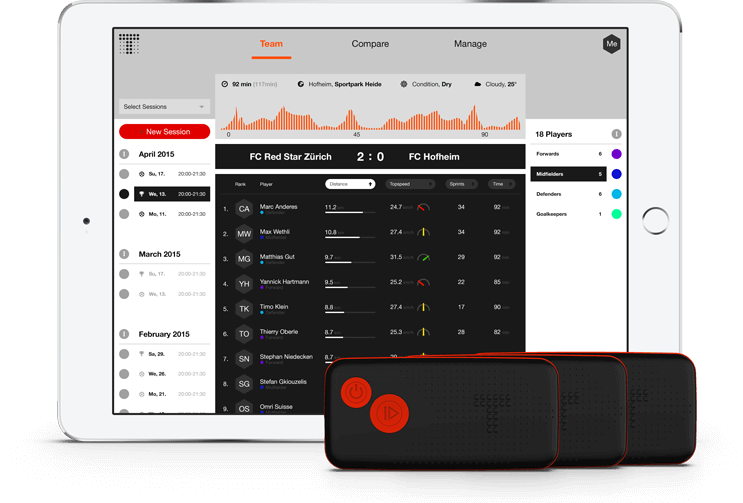 Team Compare Manage Me
92 min (117min) Hofheim, Sportpark Heide Condition, Dry Cloudy, 25°
Select Sessions
New Session
0 45 90
18 Players
Forwards 6
Midfielders 5
Defenders 6
Goalkeepers 1
April 2015
Su, 17. 20:00-21:30
We, 13. 20:00-21:30
Mo, 11. 20:00-21:30
March 2015
Su, 17. 20:00-21:30
We, 13. 20:00-21:30
February 2015
Sa, 29. 20:00-21:30
We, 26. 20:00-21:30
Mo, 21. 20:00-21:30
FC Red Star Zürich 2 : 0 FC Hofheim
Rank Player Distance Topspeed Sprints Time
1. CA Marc Anderes 11.2 24.7 34 92
Defender
2. MW Max Wethli 10.8 27.4 34 92
Midfielder
3. MG Matthias Gut 9.7 31.5 29 92
Defender
4. YH Yannick Hartmann 9.5 25.2 22 85
Forward
5. TK Timo Klein 8.8 27.4 17 90
Defender
6. TO Thierry Oberle 8.7 25.3 28 82
Forward
7. SN Stephan Niedecken 8.7
Forward
8. SG Stefan Gkiouzelis
Midfielder
9. OS Omri Suisse